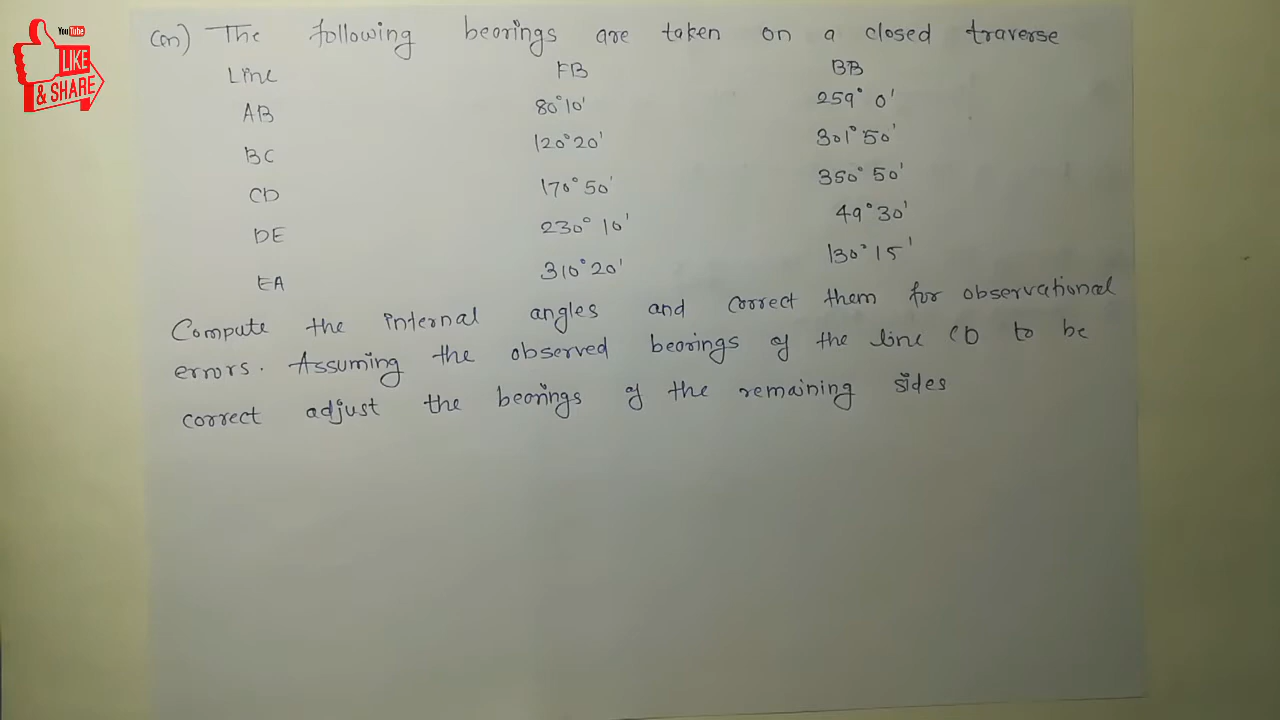 YouTube
LIKE
& SHARE
(m) The following bearings are taken on a closed traverse
Line FB BB
AB 80°10' 259° 0'
BC 120°20' 301°50'
CD 170°50' 350°50'
DE 230°10' 49°30'
EA 310°20' 130°15'
Compute the internal angles and correct them for observational
errors. Assuming the observed bearings of the line CD to be
correct adjust the bearings of the remaining sides